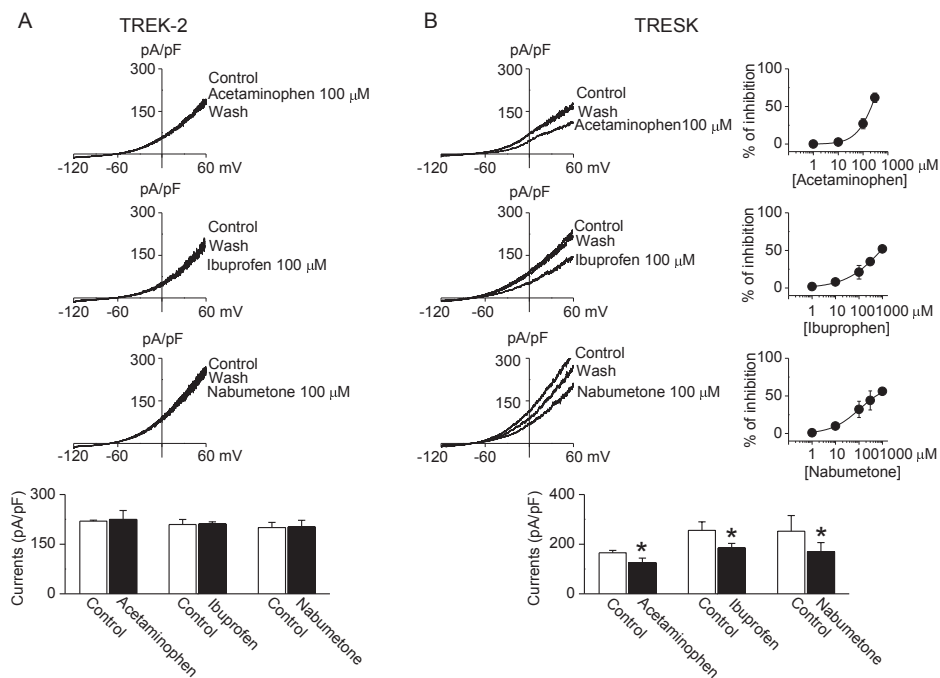 A
TREK-2
pA/pF
300
Control
Acetaminophen 100 μM
150
Wash
-120
-60
60 mV
pA/pF
300
Control
Wash
150
Ibuprofen 100 μM
-120
-60
60 mV
pA/pF
300
Control
Wash
150
Nabumetone 100 μM
-120
-60
60 mV
Currents (pA/pF)
300
150
0
Control
Acetaminophen
Control
Ibuprofen
Control
Nabumetone
B
TRESK
pA/pF
300
Control
150
Wash
Acetaminophen100 μM
-120
-60
60 mV
% of inhibition
100
50
0
1 10 100 1000 μM
[Acetaminophen]
pA/pF
300
Control
Wash
150
Ibuprofen 100 μM
-120
-60
60 mV
% of inhibition
100
50
0
1 10 1003001000 μM
[Ibuprophen]
pA/pF
300
Control
Wash
150
Nabumetone 100 μM
-120
-60
60 mV
% of inhibition
100
50
0
1 10 1003001000 μM
[Nabumetone]
Currents (pA/pF)
400
200
0
*
*
*
Control
Acetaminophen
Control
Ibuprofen
Control
Nabumetone